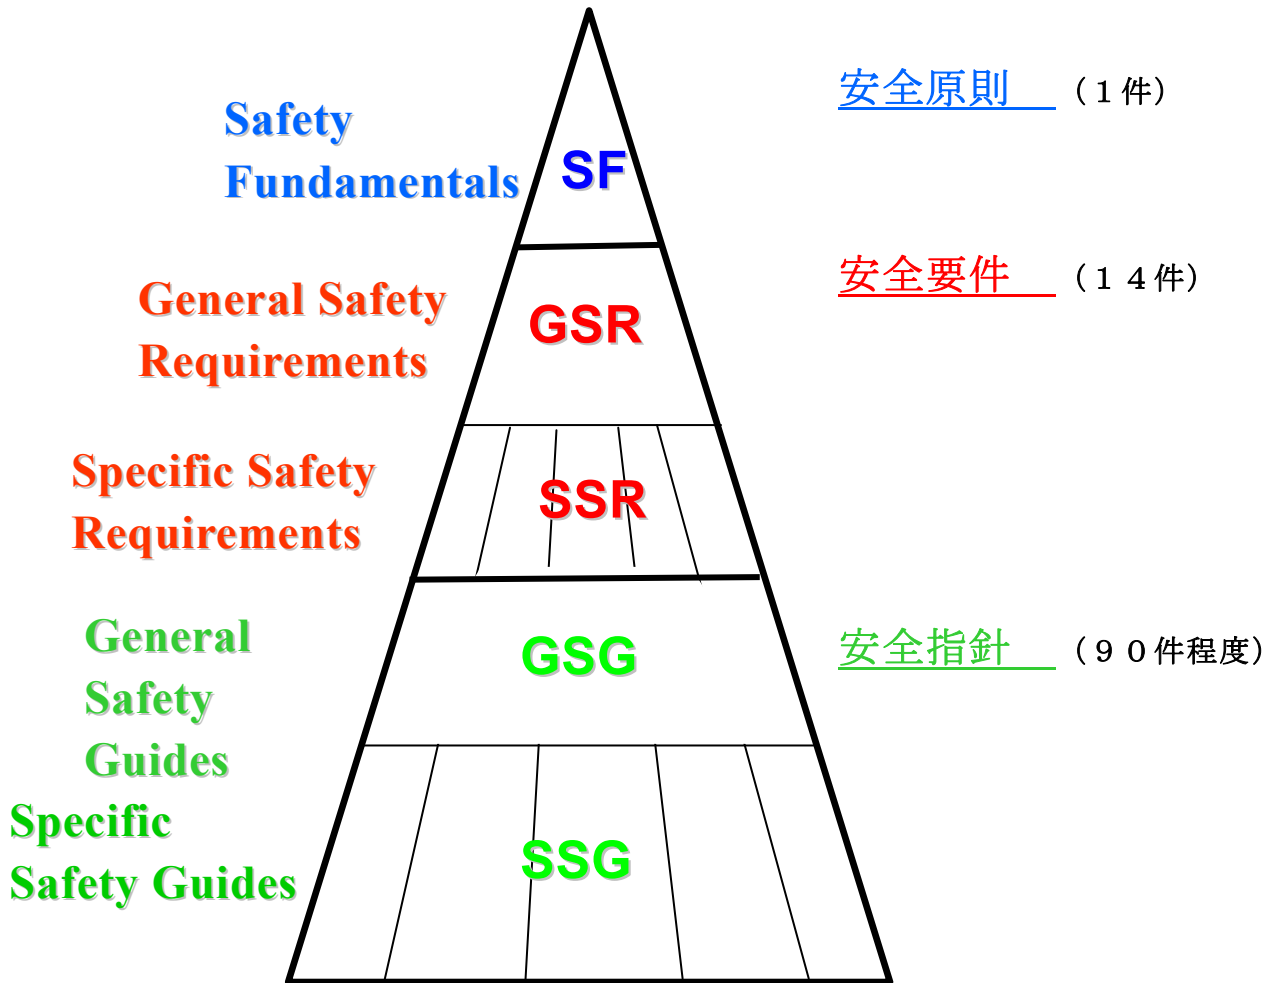 安全原則 （１件）
Safety
Fundamentals
SF
安全要件 （１４件）
General Safety
Requirements
GSR
Specific Safety
Requirements
SSR
General
Safety
Guides
GSG
安全指針 （９０件程度）
Specific
Safety Guides
SSG